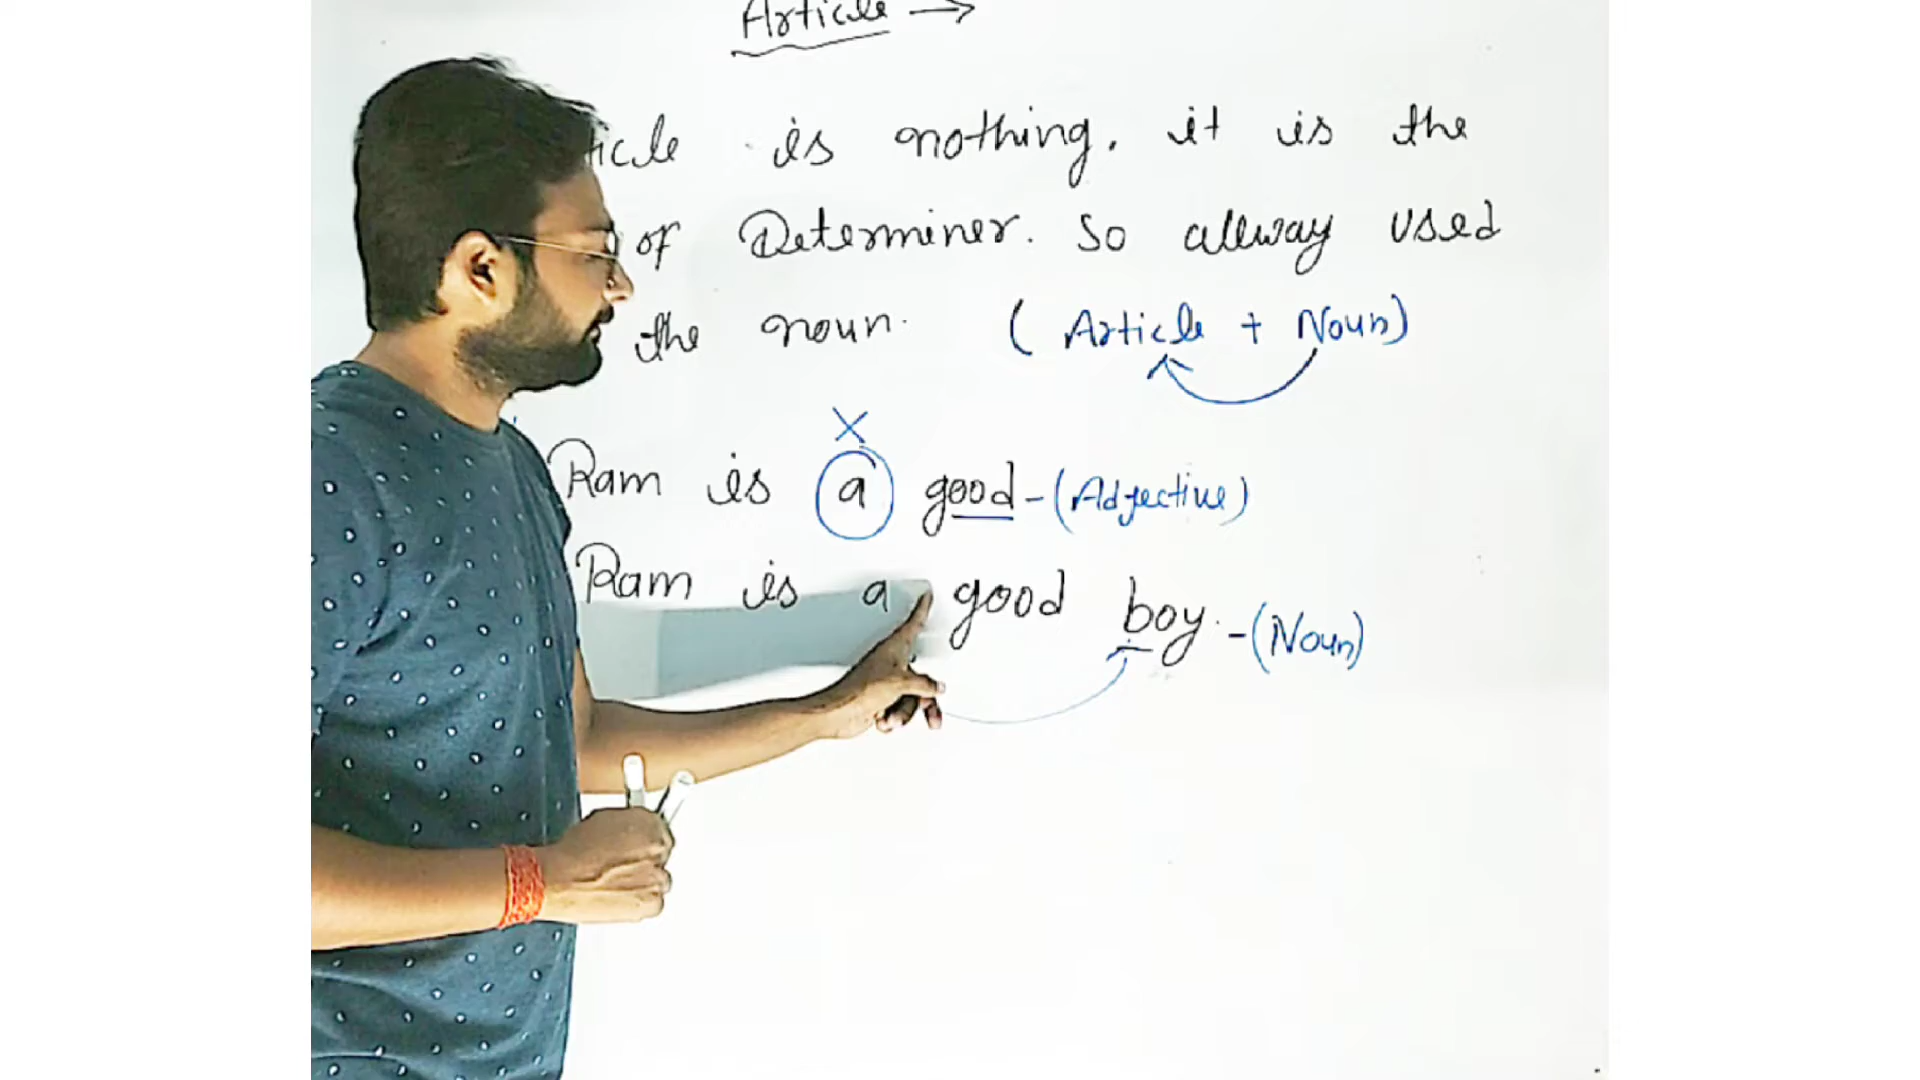 Article →
icle is nothing. it is the
of Determiner. So allway used
the noun. (Article + Noun)
X
Ram is a good - (Adjective)
Ram is a good boy. - (Noun)